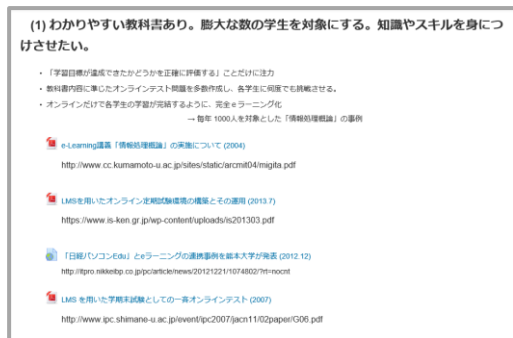 (1) わかりやすい教科書あり。膨大な数の学生を対象にする。知識やスキルを身につ
けさせたい。
・「学習目標が達成できたかどうかを正確に評価する」ことだけに注力
・教科書内容に準じたオンラインテスト問題を多数作成し、各学生に何度でも挑戦させる。
・オンラインだけで各学生の学習が完結するように、完全 e ラーニング化
→ 毎年 1000人を対象とした「情報処理概論」の事例
e-Learning講義「情報処理概論」の実施について (2004)
http://www.cc.kumamoto-u.ac.jp/sites/static/arcmit04/migita.pdf
LMSを用いたオンライン定期試験環境の構築とその運用 (2013.7)
https://www.is-ken.gr.jp/wp-content/uploads/is201303.pdf
「日経パソコンEdu」とeラーニングの連携事例を熊本大学が発表 (2012.12)
http://itpro.nikkeibp.co.jp/pc/article/news/20121221/1074802/?rt=nocnt
LMS を用いた学期末試験としての一斉オンラインテスト (2007)
http://www.ipc.shimane-u.ac.jp/event/ipc2007/jacn11/02paper/G06.pdf